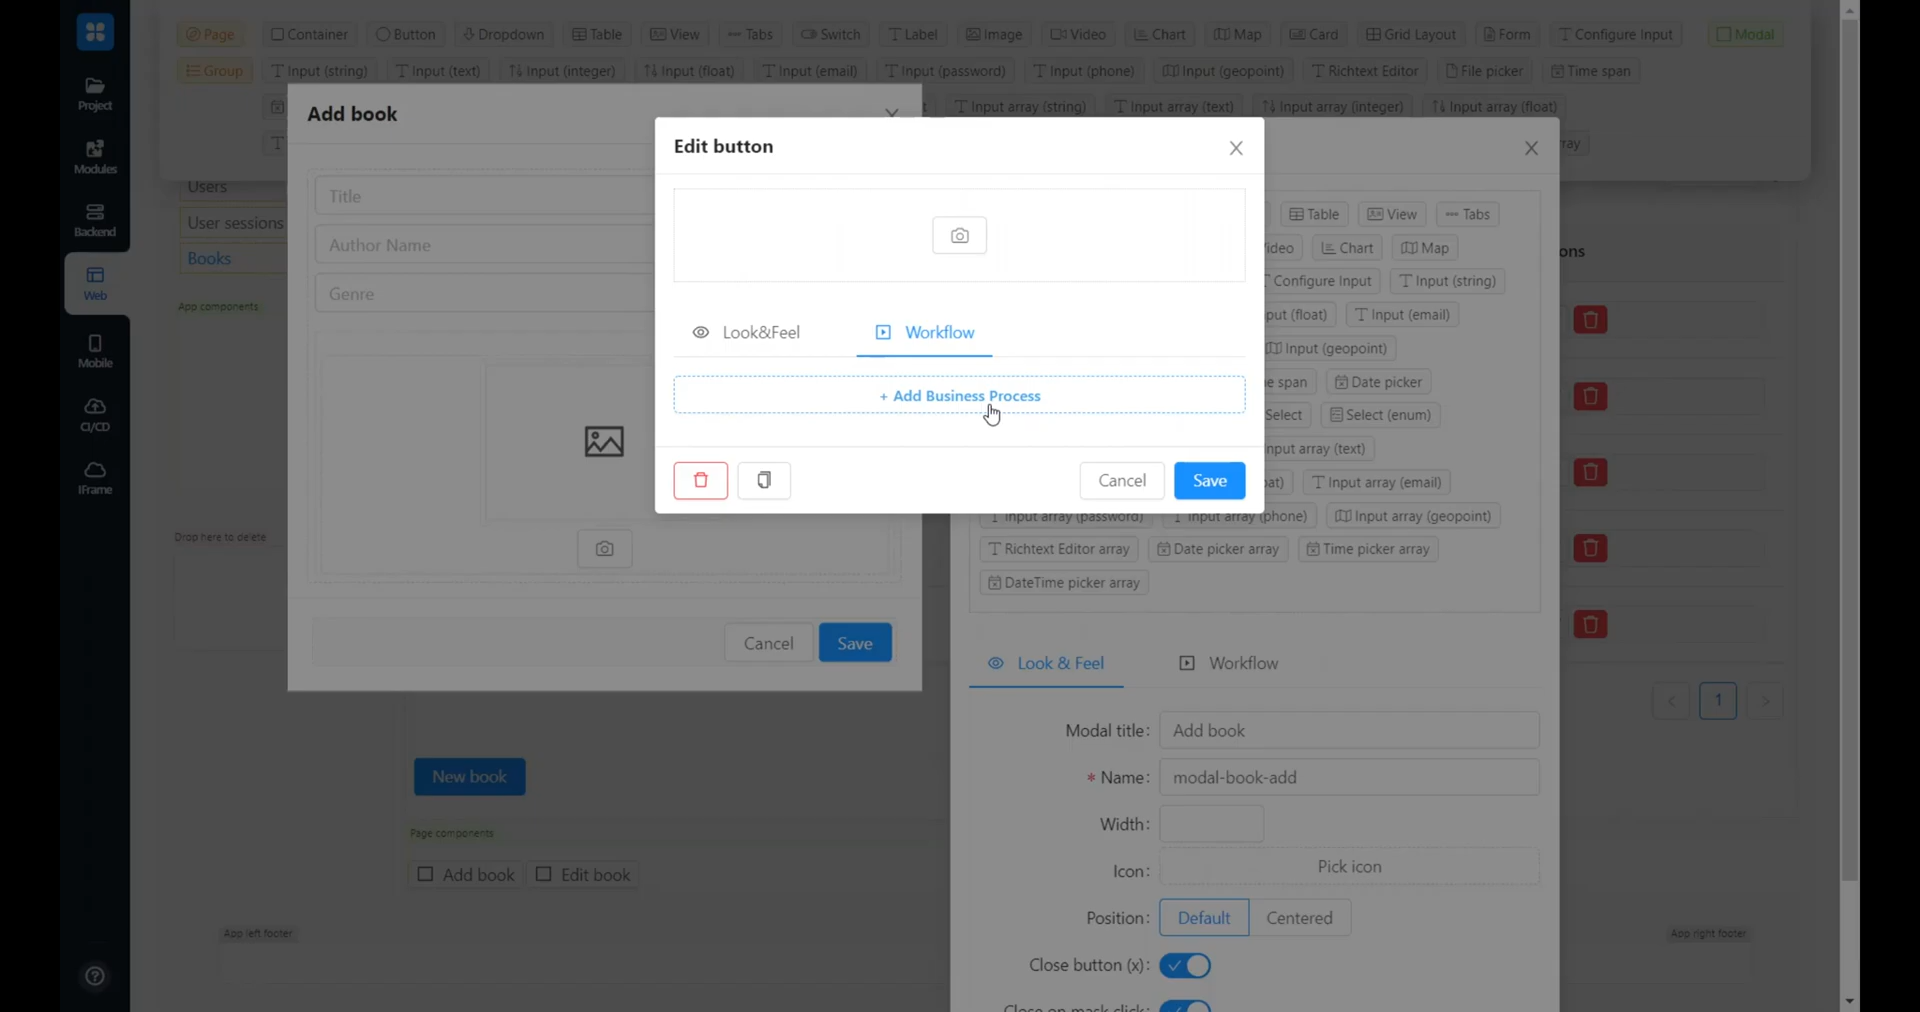 Page
Container
Button
Dropdown
Table
View
Tabs
Switch
Label
Image
Video
Chart
Map
Card
Grid Layout
Form
Configure Input
Modal
Group
Input (string)
Input (text)
Input (integer)
Input (float)
Input (email)
Input (password)
Input (phone)
Input (geopoint)
Richtext Editor
File picker
Time span
Input array (string)
Input array (text)
Input array (integer)
Input array (float)
Project
Modules
Backend
Web
Mobile
CI/CD
IFrame
Users
User sessions
Books
App components
Drop here to delete
Add book
Title
Author Name
Genre
Cancel
Save
New book
Page components
Add book
Edit book
App left footer
Edit button
Look&Feel
Workflow
+ Add Business Process
Cancel
Save
Table
View
Tabs
Chart
Map
Configure Input
Input (string)
Input (email)
Input (geopoint)
Date picker
Select
Select (enum)
Input array (email)
Input array (password)
Input array (phone)
Input array (geopoint)
Richtext Editor array
Date picker array
Time picker array
DateTime picker array
Look & Feel
Workflow
Modal title:
Add book
* Name:
modal-book-add
Width:
Icon:
Pick icon
Position:
Default
Centered
Close button (x):
Close on mask click:
1
App right footer